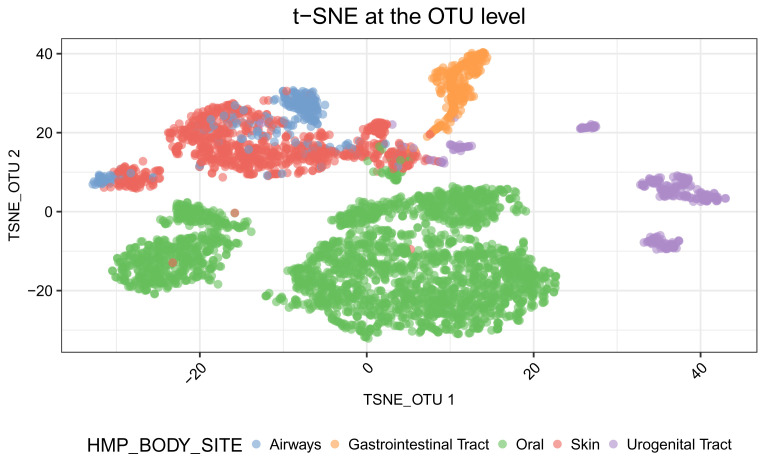 t−SNE at the OTU level
TSNE_OTU 2
40
20
0
−20
−20
0
20
40
TSNE_OTU 1
HMP_BODY_SITE Airways Gastrointestinal Tract Oral Skin Urogenital Tract